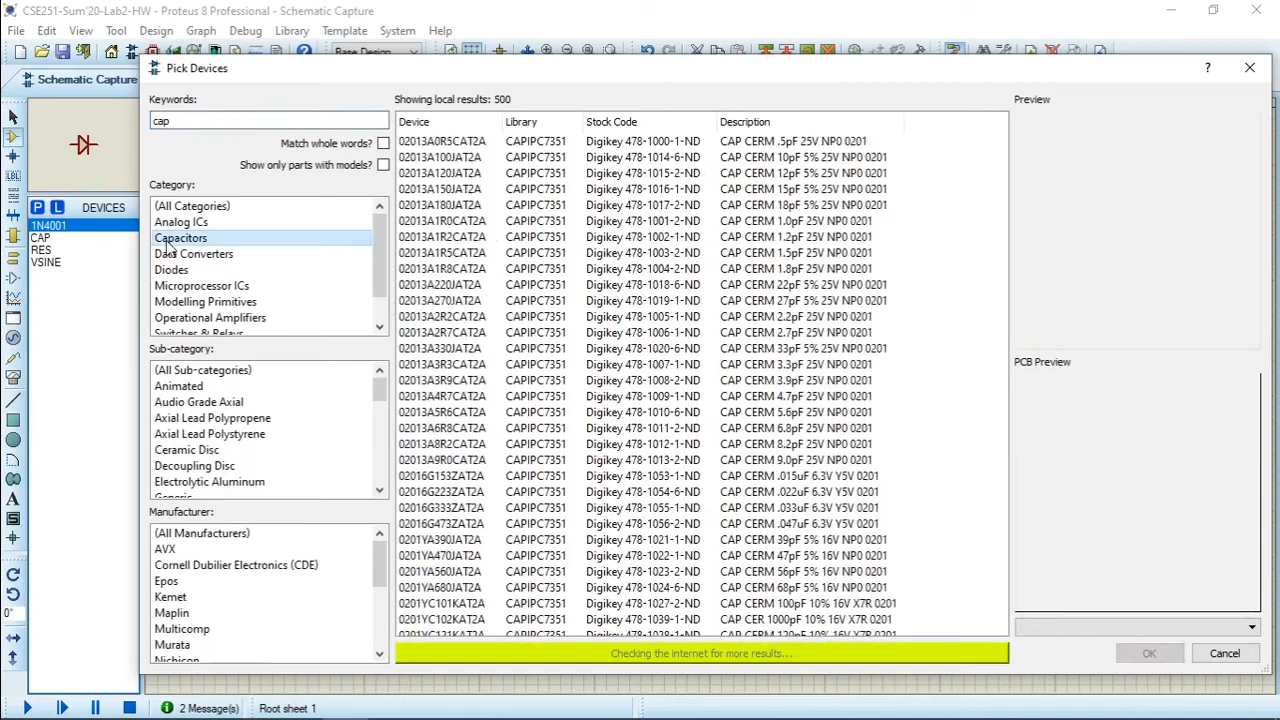 CSE251-Sum'20-Lab2-HW - Proteus 8 Professional - Schematic Capture
File Edit View Tool Design Graph Debug Library Template System Help
Base Design
Schematic Capture
Pick Devices
Keywords:
cap
Match whole words?
Show only parts with models?
Category:
(All Categories)
Analog ICs
Capacitors
Data Converters
Diodes
Microprocessor ICs
Modelling Primitives
Operational Amplifiers
Switches & Relays
Sub-category:
(All Sub-categories)
Animated
Audio Grade Axial
Axial Lead Polypropene
Axial Lead Polystyrene
Ceramic Disc
Decoupling Disc
Electrolytic Aluminum
Generic
Manufacturer:
(All Manufacturers)
AVX
Cornell Dubilier Electronics (CDE)
Epos
Kemet
Maplin
Multicomp
Murata
Nichicon
P L DEVICES
1N4001
CAP
RES
VSINE
Showing local results: 500
Device Library Stock Code Description
02013A0R5CAT2A CAPIPC7351 Digikey 478-1000-1-ND CAP CERM .5pF 25V NP0 0201
02013A100JAT2A CAPIPC7351 Digikey 478-1014-6-ND CAP CERM 10pF 5% 25V NP0 0201
02013A120JAT2A CAPIPC7351 Digikey 478-1015-2-ND CAP CERM 12pF 5% 25V NP0 0201
02013A150JAT2A CAPIPC7351 Digikey 478-1016-1-ND CAP CERM 15pF 5% 25V NP0 0201
02013A180JAT2A CAPIPC7351 Digikey 478-1017-2-ND CAP CERM 18pF 5% 25V NP0 0201
02013A1R0CAT2A CAPIPC7351 Digikey 478-1001-2-ND CAP CERM 1.0pF 25V NP0 0201
02013A1R2CAT2A CAPIPC7351 Digikey 478-1002-1-ND CAP CERM 1.2pF 25V NP0 0201
02013A1R5CAT2A CAPIPC7351 Digikey 478-1003-2-ND CAP CERM 1.5pF 25V NP0 0201
02013A1R8CAT2A CAPIPC7351 Digikey 478-1004-2-ND CAP CERM 1.8pF 25V NP0 0201
02013A220JAT2A CAPIPC7351 Digikey 478-1018-6-ND CAP CERM 22pF 5% 25V NP0 0201
02013A270JAT2A CAPIPC7351 Digikey 478-1019-1-ND CAP CERM 27pF 5% 25V NP0 0201
02013A2R2CAT2A CAPIPC7351 Digikey 478-1005-1-ND CAP CERM 2.2pF 25V NP0 0201
02013A2R7CAT2A CAPIPC7351 Digikey 478-1006-1-ND CAP CERM 2.7pF 25V NP0 0201
02013A330JAT2A CAPIPC7351 Digikey 478-1020-6-ND CAP CERM 33pF 5% 25V NP0 0201
02013A3R3CAT2A CAPIPC7351 Digikey 478-1007-1-ND CAP CERM 3.3pF 25V NP0 0201
02013A3R9CAT2A CAPIPC7351 Digikey 478-1008-2-ND CAP CERM 3.9pF 25V NP0 0201
02013A4R7CAT2A CAPIPC7351 Digikey 478-1009-1-ND CAP CERM 4.7pF 25V NP0 0201
02013A5R6CAT2A CAPIPC7351 Digikey 478-1010-6-ND CAP CERM 5.6pF 25V NP0 0201
02013A6R8CAT2A CAPIPC7351 Digikey 478-1011-2-ND CAP CERM 6.8pF 25V NP0 0201
02013A8R2CAT2A CAPIPC7351 Digikey 478-1012-1-ND CAP CERM 8.2pF 25V NP0 0201
02013A9R0CAT2A CAPIPC7351 Digikey 478-1013-2-ND CAP CERM 9.0pF 25V NP0 0201
02016G153ZAT2A CAPIPC7351 Digikey 478-1053-1-ND CAP CERM .015uF 6.3V Y5V 0201
02016G223ZAT2A CAPIPC7351 Digikey 478-1054-6-ND CAP CERM .022uF 6.3V Y5V 0201
02016G333ZAT2A CAPIPC7351 Digikey 478-1055-1-ND CAP CERM .033uF 6.3V Y5V 0201
02016G473ZAT2A CAPIPC7351 Digikey 478-1056-2-ND CAP CERM .047uF 6.3V Y5V 0201
0201YA390JAT2A CAPIPC7351 Digikey 478-1021-1-ND CAP CERM 39pF 5% 16V NP0 0201
0201YA470JAT2A CAPIPC7351 Digikey 478-1022-1-ND CAP CERM 47pF 5% 16V NP0 0201
0201YA560JAT2A CAPIPC7351 Digikey 478-1023-2-ND CAP CERM 56pF 5% 16V NP0 0201
0201YA680JAT2A CAPIPC7351 Digikey 478-1024-6-ND CAP CERM 68pF 5% 16V NP0 0201
0201YC101KAT2A CAPIPC7351 Digikey 478-1027-2-ND CAP CERM 100pF 10% 16V X7R 0201
0201YC102KAT2A CAPIPC7351 Digikey 478-1039-1-ND CAP CER 1000pF 10% 16V X7R 0201
0201YC121KAT2A CAPIPC7351 Digikey 478-1028-1-ND CAP CERM 120pF 10% 16V X7R 0201
Checking the internet for more results...
Preview
PCB Preview
OK Cancel
0°
2 Message(s) Root sheet 1